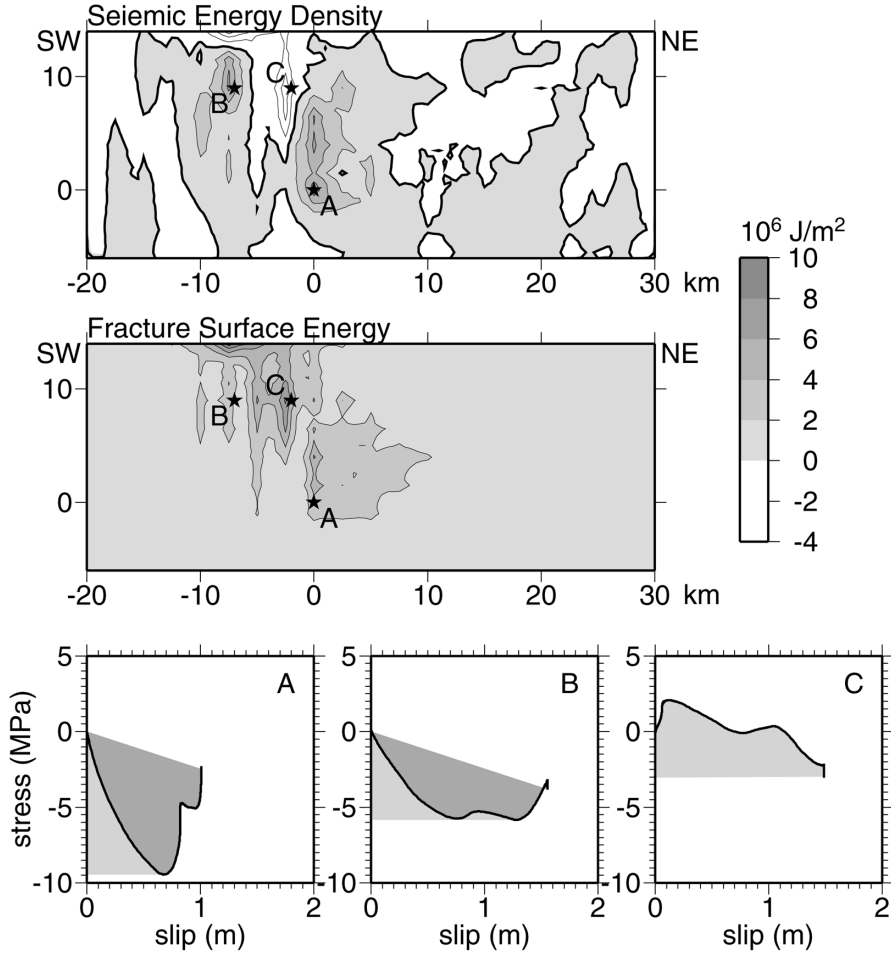 Seiemic Energy Density
SW
NE
10
0
C
B
A
-20 -10 0 10 20 30 km
10⁶ J/m²
10
8
6
4
2
0
-2
-4
Fracture Surface Energy
SW
NE
10
0
C
B
A
-20 -10 0 10 20 30 km
stress (MPa)
5
0
-5
-10
A
0 1 2
slip (m)
5
0
-5
-10
B
0 1 2
slip (m)
5
0
-5
-10
C
0 1 2
slip (m)